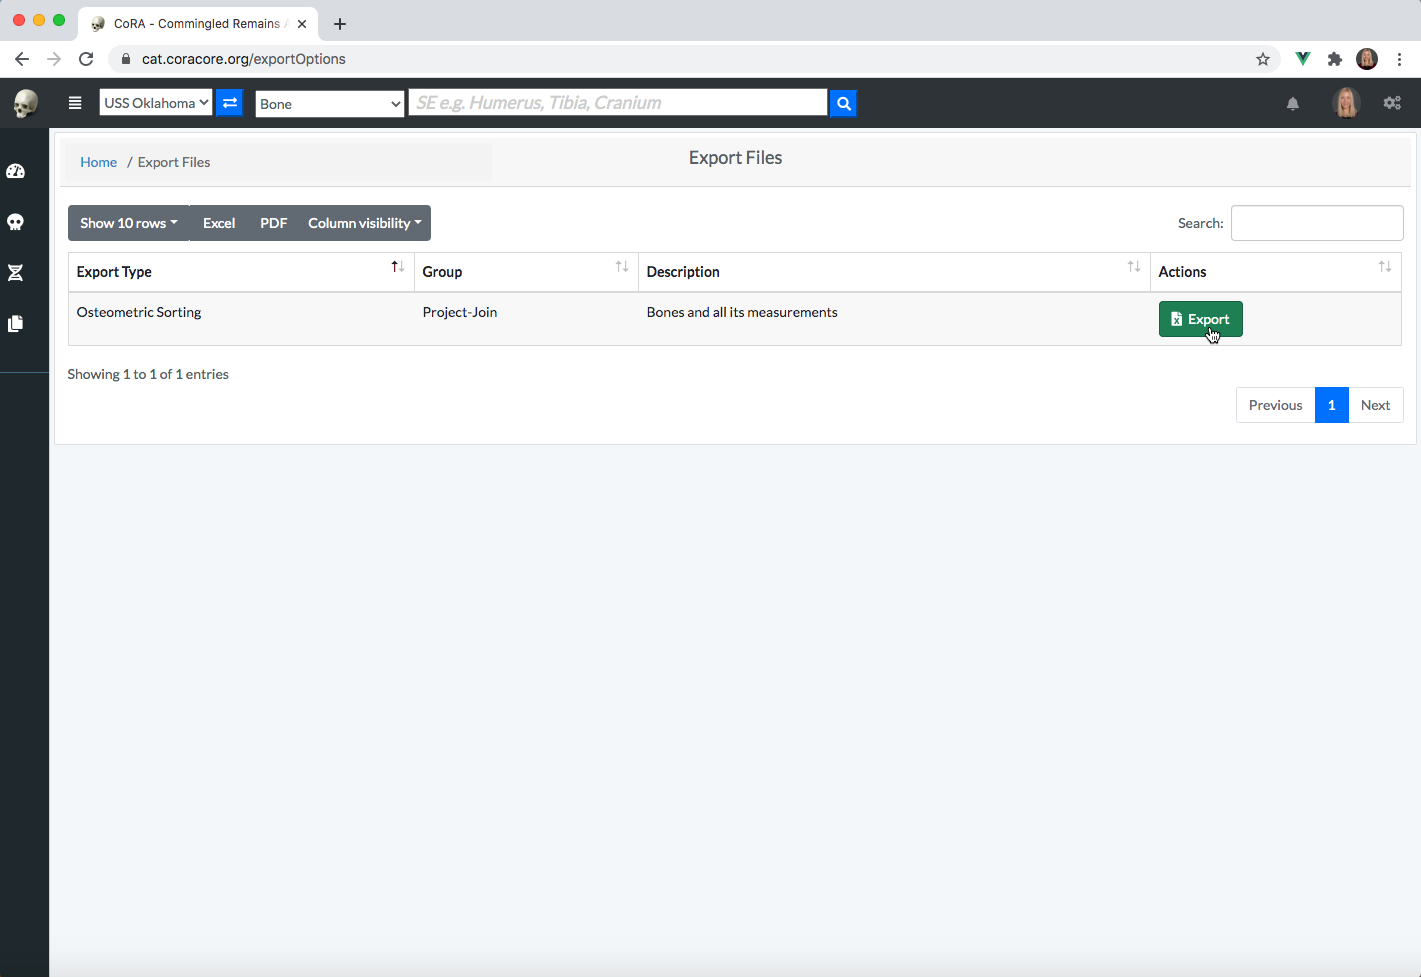 CoRA - Commingled Remains
cat.coracore.org/exportOptions
USS Oklahoma
Bone
SE e.g. Humerus, Tibia, Cranium
Home / Export Files
Export Files
Show 10 rows Excel PDF Column visibility
Search:
Export Type Group Description Actions
Osteometric Sorting Project-Join Bones and all its measurements Export
Showing 1 to 1 of 1 entries
Previous 1 Next